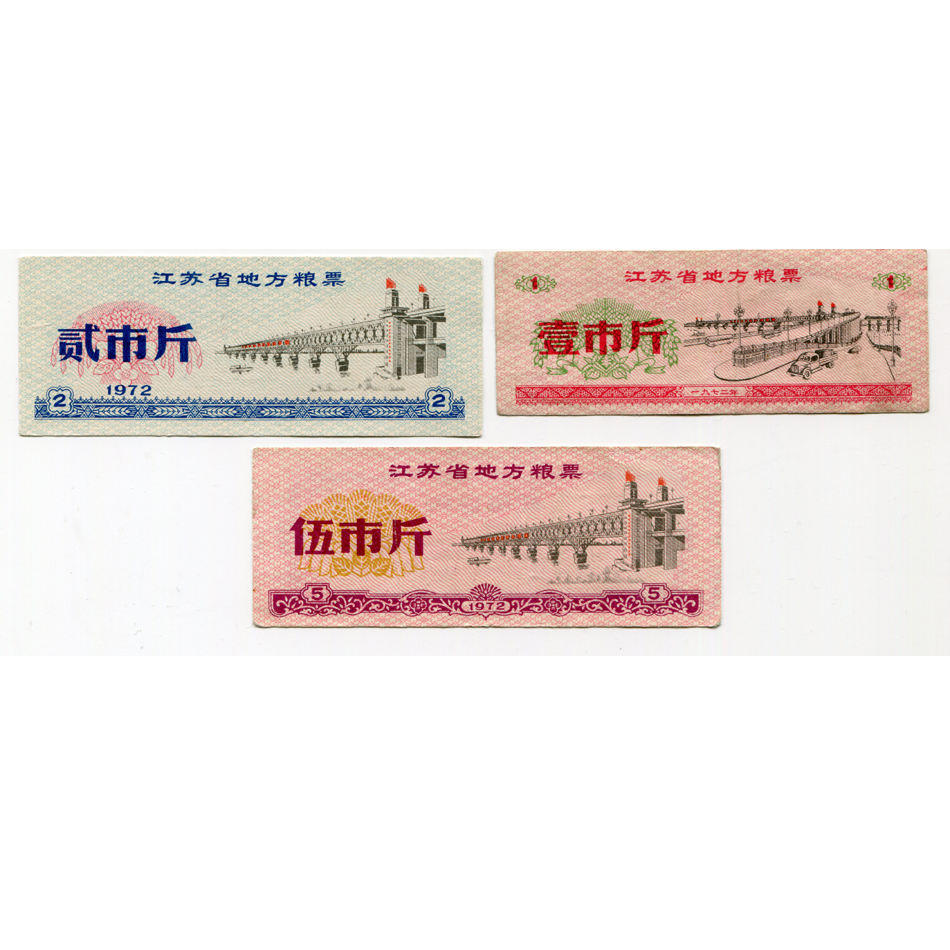 江苏省地方粮票
贰市斤
1972
2 2
江苏省地方粮票
1 1
壹市斤
一九七二年
江苏省地方粮票
伍市斤
5 1972 5